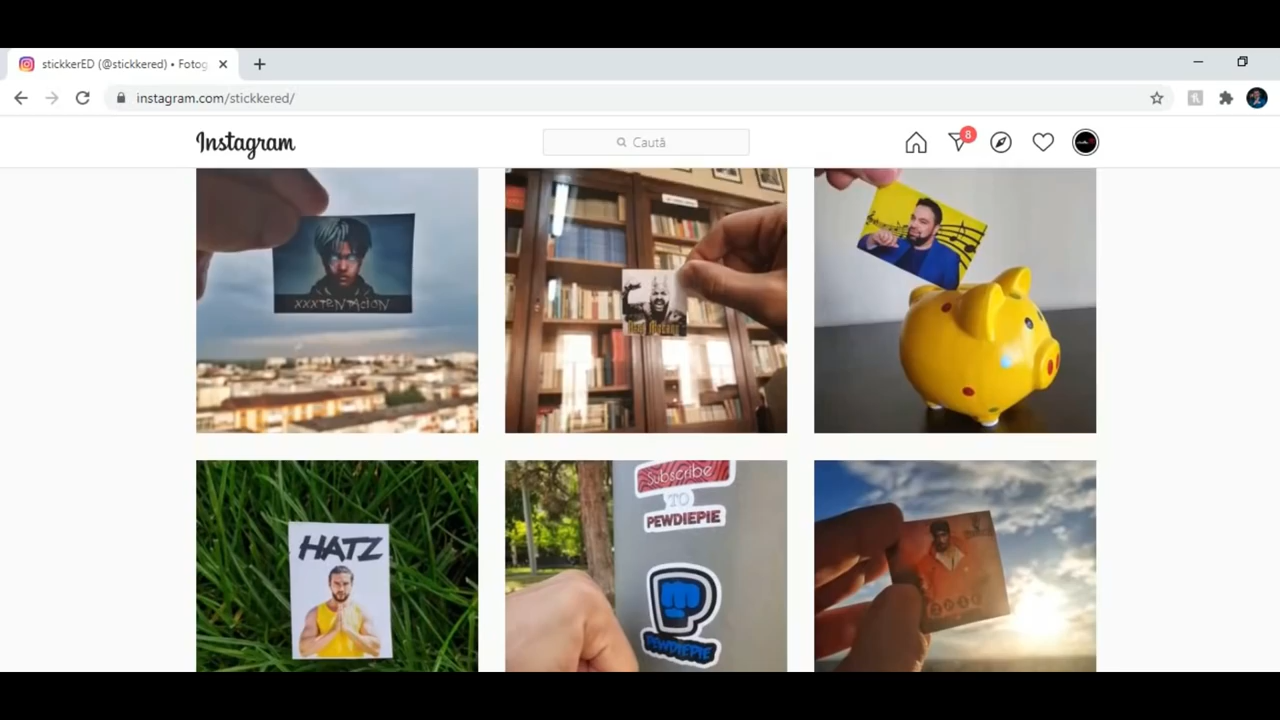 stickkerED (@stickkered) • Fotog
instagram.com/stickkered/
Instagram
Caută
8
XXXTENTACION
HATZ
Subscribe
TO
PEWDIEPIE
PEWDIEPIE